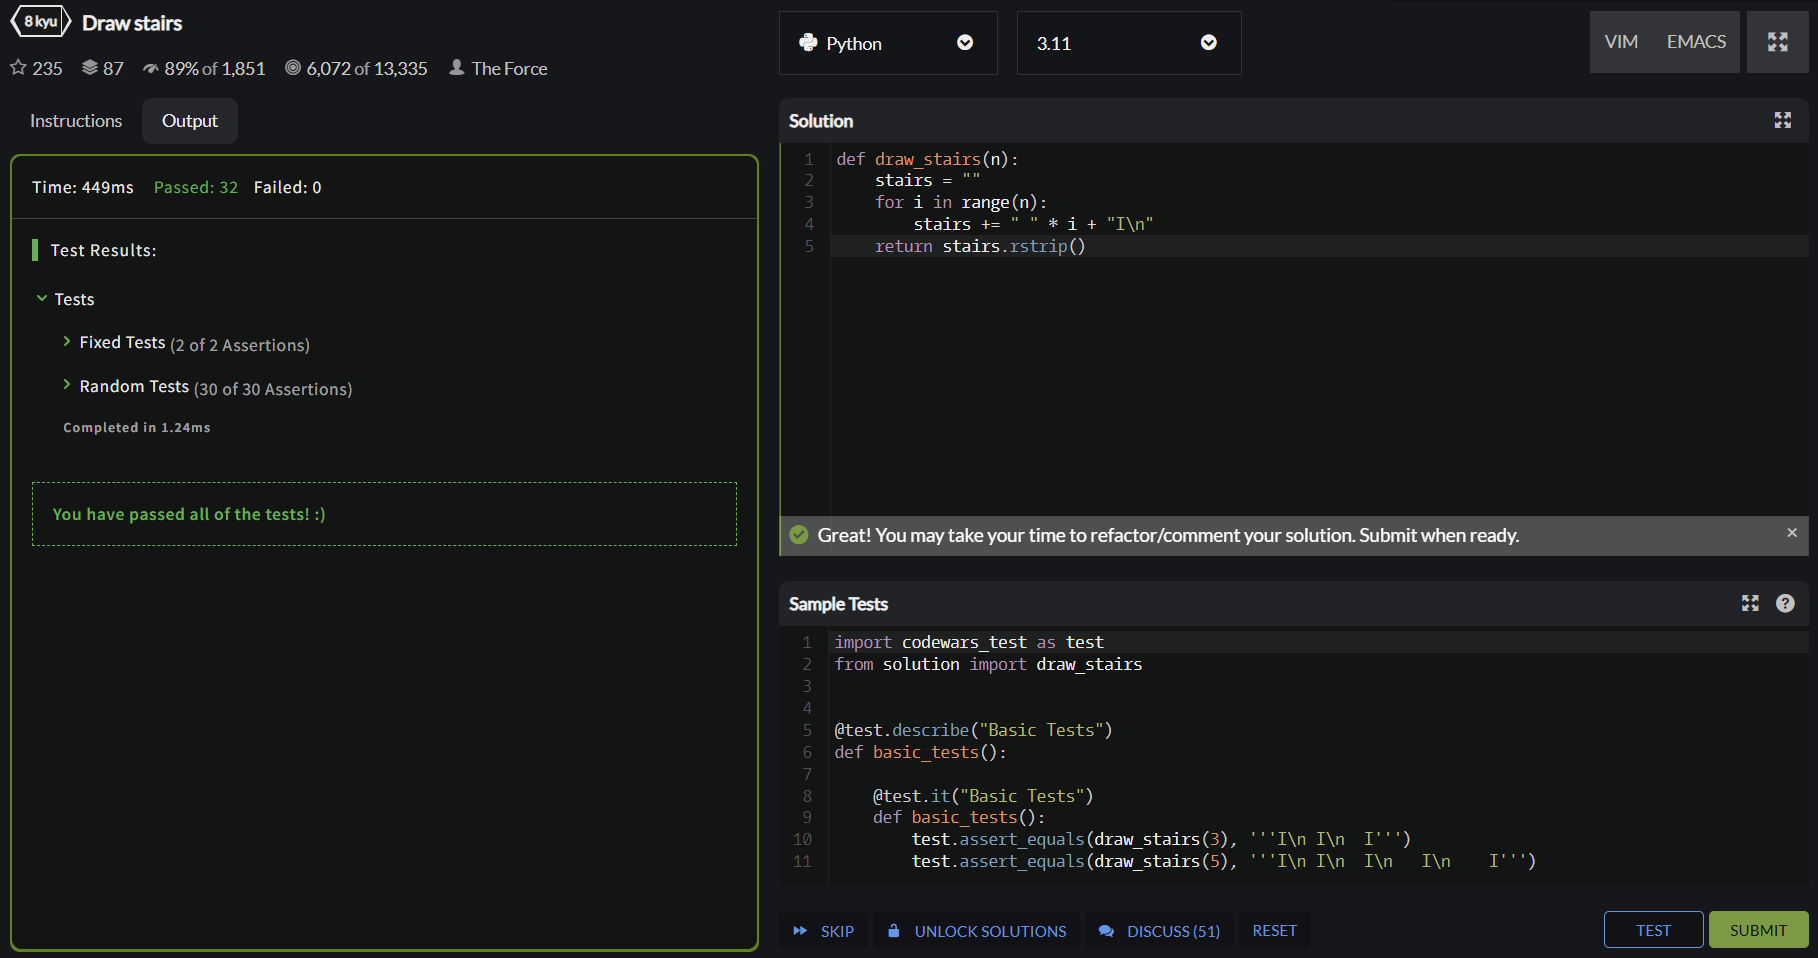 8 kyu Draw stairs
235 87 89% of 1,851 6,072 of 13,335 The Force
Instructions Output
Time: 449ms Passed: 32 Failed: 0
Test Results:
Tests
Fixed Tests (2 of 2 Assertions)
Random Tests (30 of 30 Assertions)
Completed in 1.24ms
You have passed all of the tests! :)
Python 3.11 VIM EMACS
Solution
1 def draw_stairs(n):
2     stairs = ""
3     for i in range(n):
4         stairs += " " * i + "I\n"
5     return stairs.rstrip()
Great! You may take your time to refactor/comment your solution. Submit when ready. ×
Sample Tests ?
1 import codewars_test as test
2 from solution import draw_stairs
3
4
5 @test.describe("Basic Tests")
6 def basic_tests():
7
8     @test.it("Basic Tests")
9     def basic_tests():
10         test.assert_equals(draw_stairs(3), '''I\n I\n  I''')
11         test.assert_equals(draw_stairs(5), '''I\n I\n  I\n   I\n    I''')
SKIP UNLOCK SOLUTIONS DISCUSS (51) RESET TEST SUBMIT